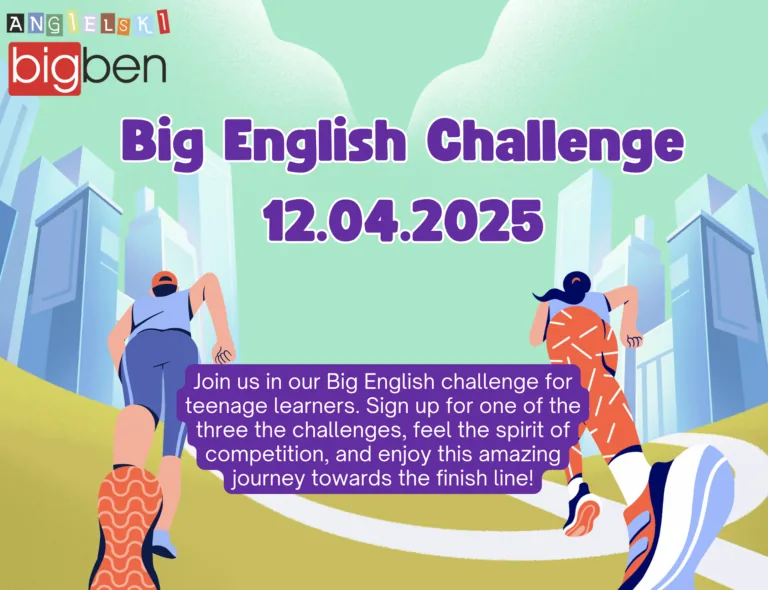 ANGIELSKI
bigben
Big English Challenge
12.04.2025
Join us in our Big English challenge for
teenage learners. Sign up for one of the
three the challenges, feel the spirit of
competition, and enjoy this amazing
journey towards the finish line!